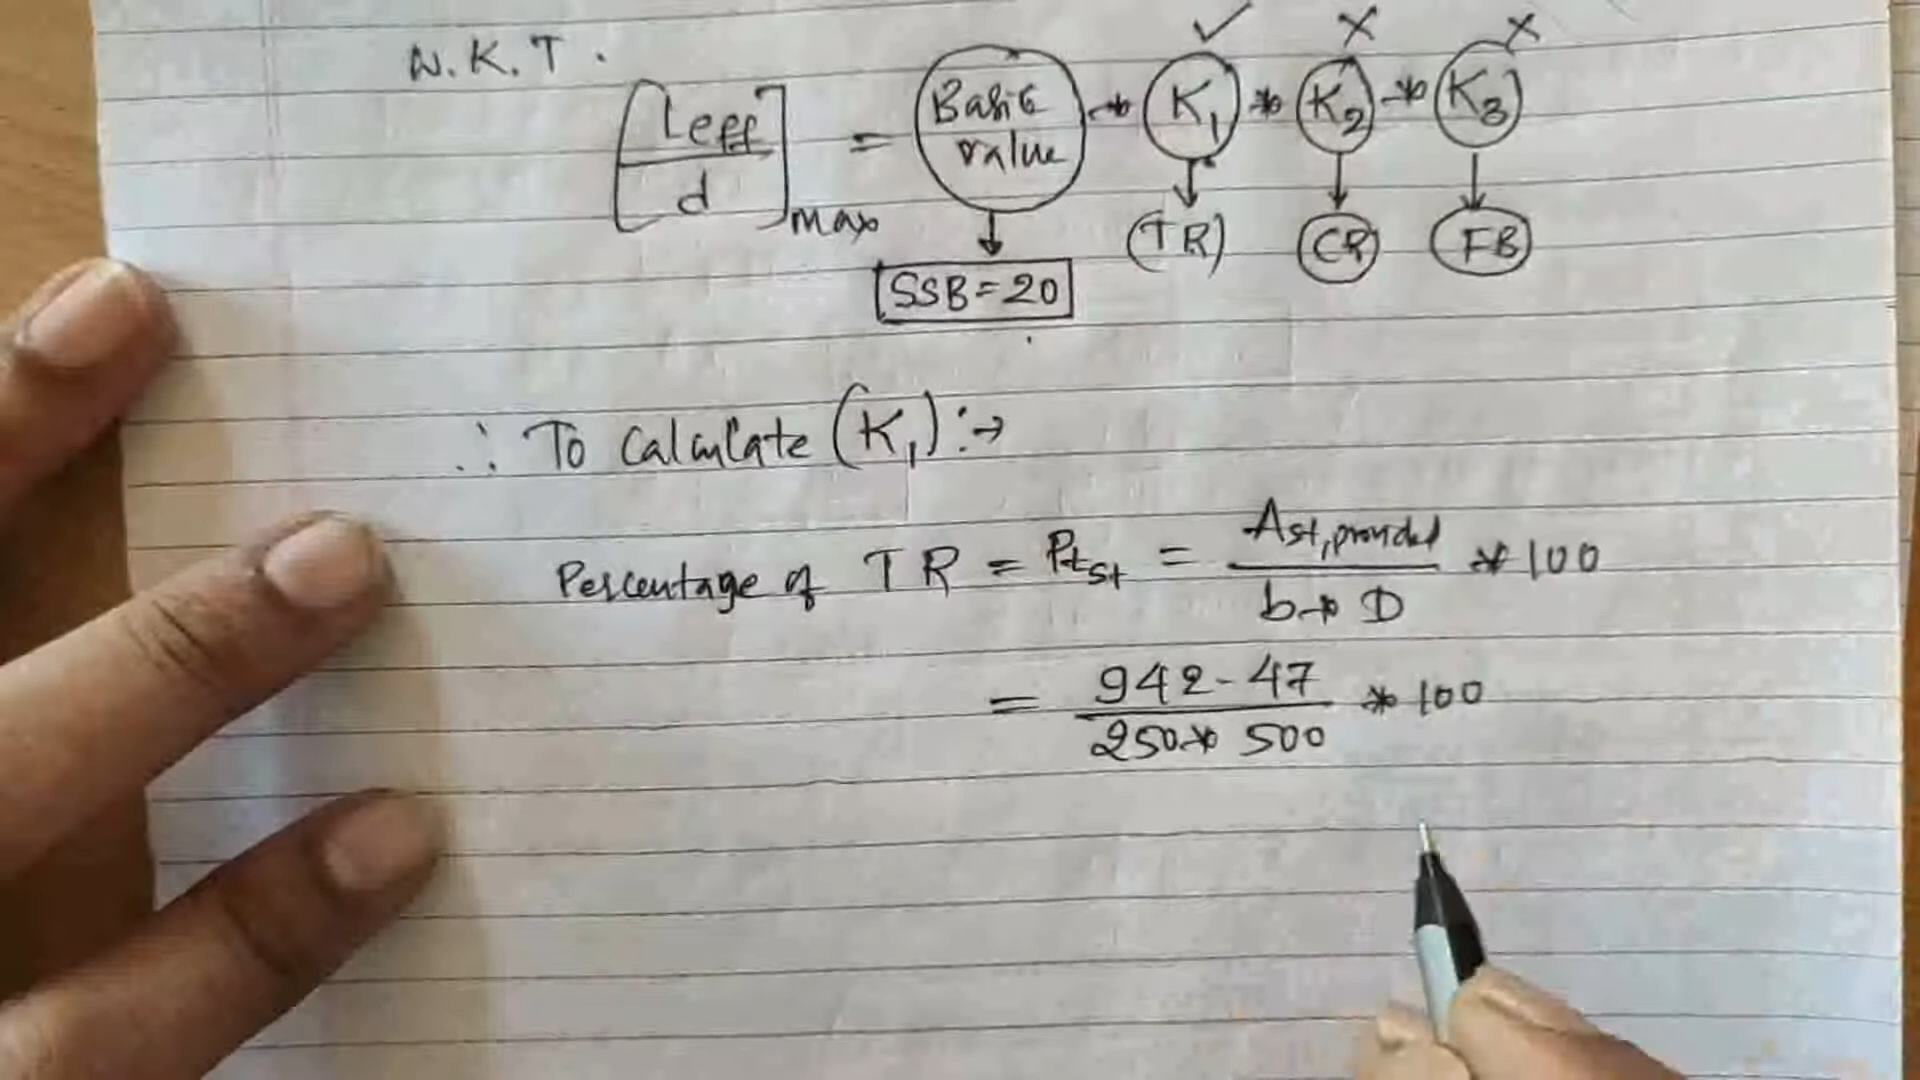 W.K.T.
[Leff / d]max = Basic value * K1 * K2 * K3
✓ × ×
SSB = 20 (TR) CR FB
∴ To Calculate (K1) :→
Percentage of TR = PtSt = Ast,provided / b * D * 100
= 942-47 / 250 * 500 * 100